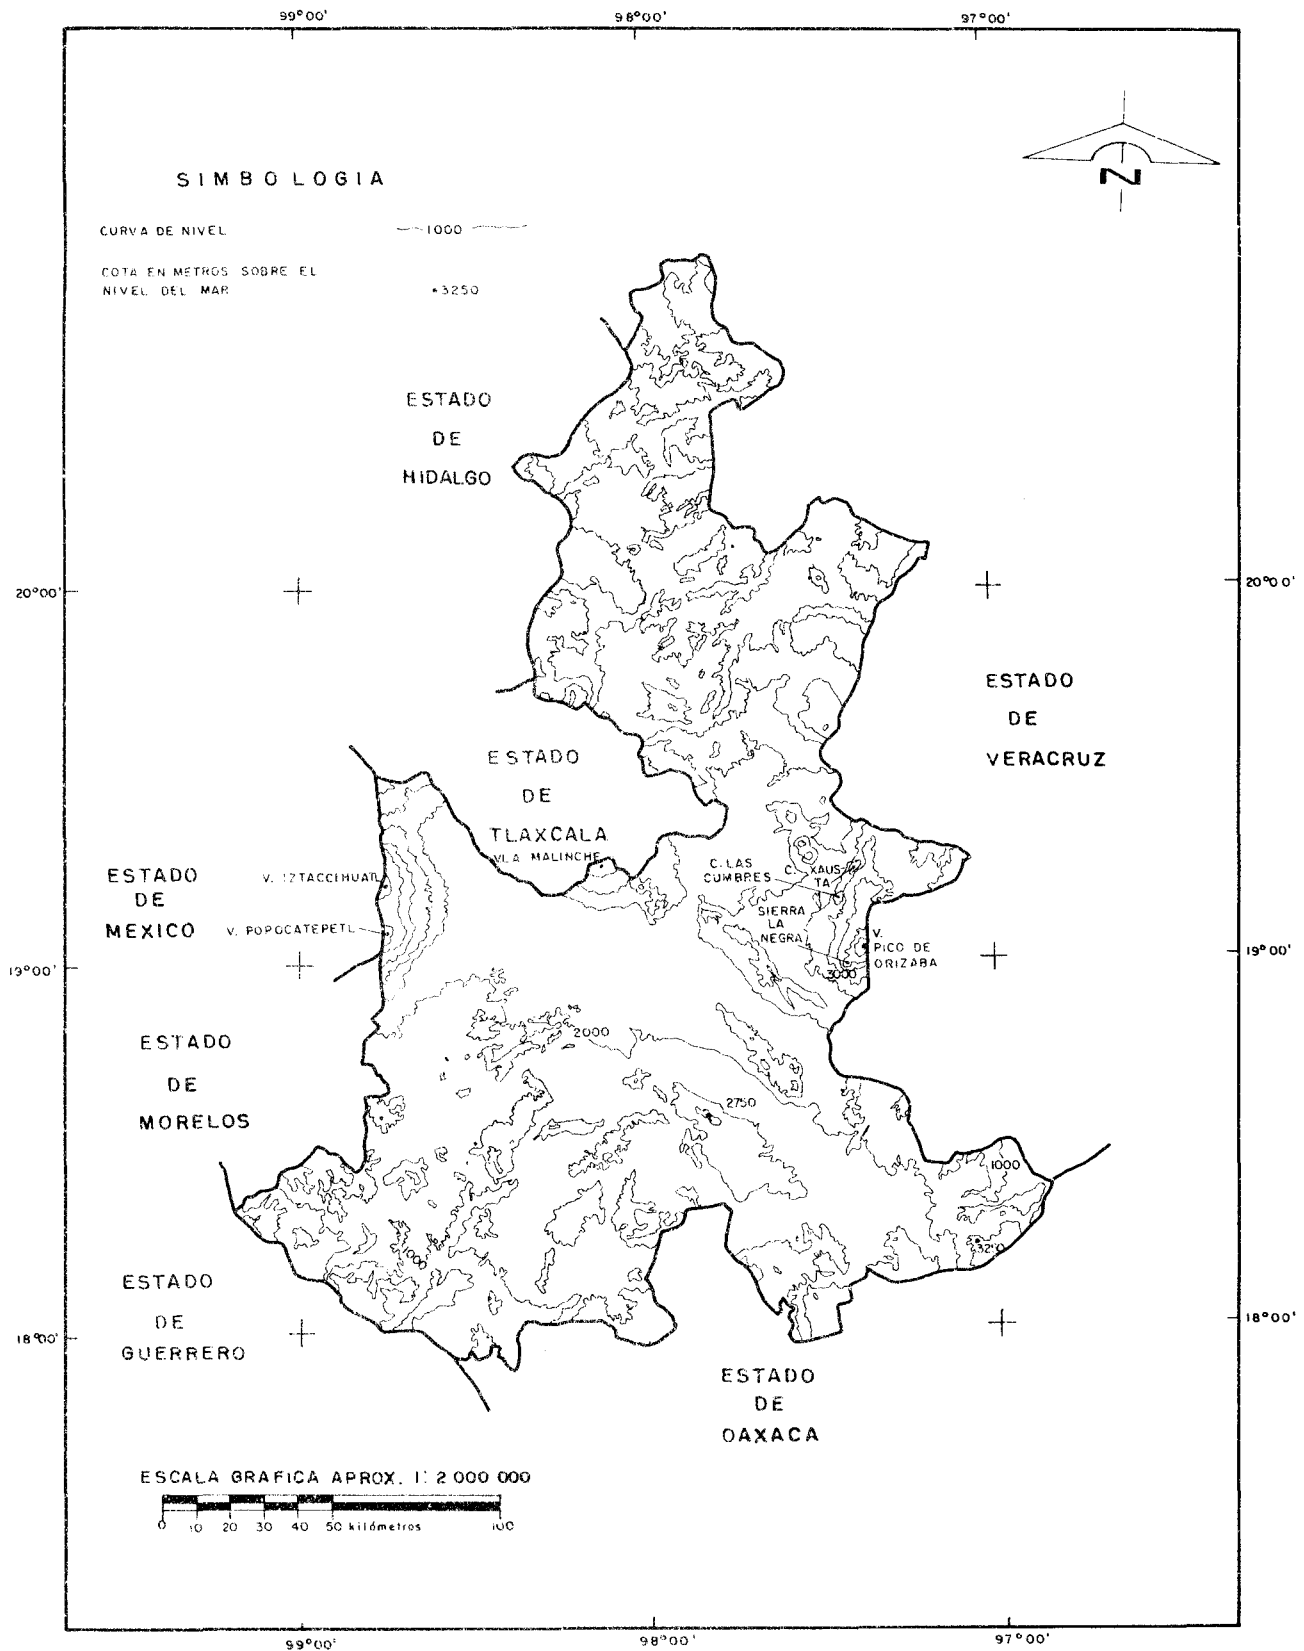 99°00'
98°00'
97°00'
N
SIMBOLOGIA
CURVA DE NIVEL 1000
COTA EN METROS SOBRE EL
NIVEL DEL MAR •3250
ESTADO
DE
HIDALGO
20°00'
20°00'
ESTADO
DE
VERACRUZ
ESTADO
DE
TLAXCALA
V.LA MALINCHE
ESTADO
DE
MEXICO
V. IZTACCIHUATL
V. POPOCATEPETL
C. LAS
CUMBRES
C. XAUS-
TA
SIERRA
LA
NEGRA
V.
PICO DE
ORIZABA
3000
19°00'
19°00'
2000
2750
ESTADO
DE
MORELOS
1000
1000
ESTADO
DE
GUERRERO
18°00'
18°00'
ESTADO
DE
OAXACA
ESCALA GRAFICA APROX. 1: 2 000 000
0 10 20 30 40 50 kilómetros 100
99°00'
98°00'
97°00'